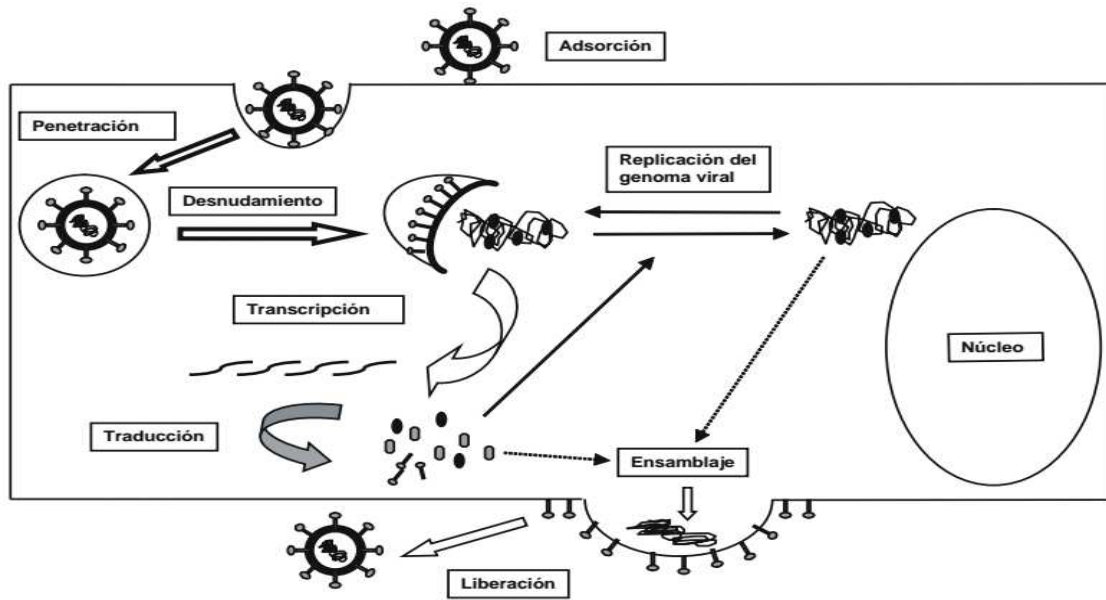 Adsorción
Penetración
Replicación del
genoma viral
Desnudamiento
Transcripción
Núcleo
Traducción
Ensamblaje
Liberación